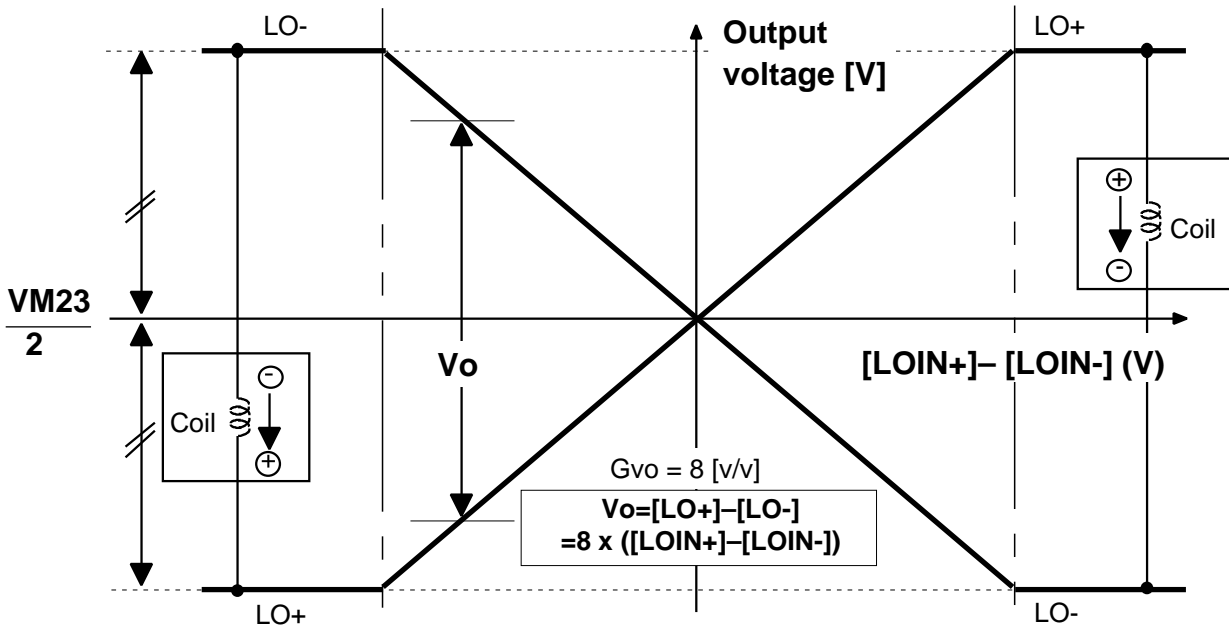 LO-
LO+
Output
voltage [V]
+
-
Coil
VM23
2
Vo
[LOIN+]– [LOIN-] (V)
-
Coil
+
Gvo = 8 [v/v]
Vo=[LO+]–[LO-]
=8 x ([LOIN+]–[LOIN-])
LO+
LO-